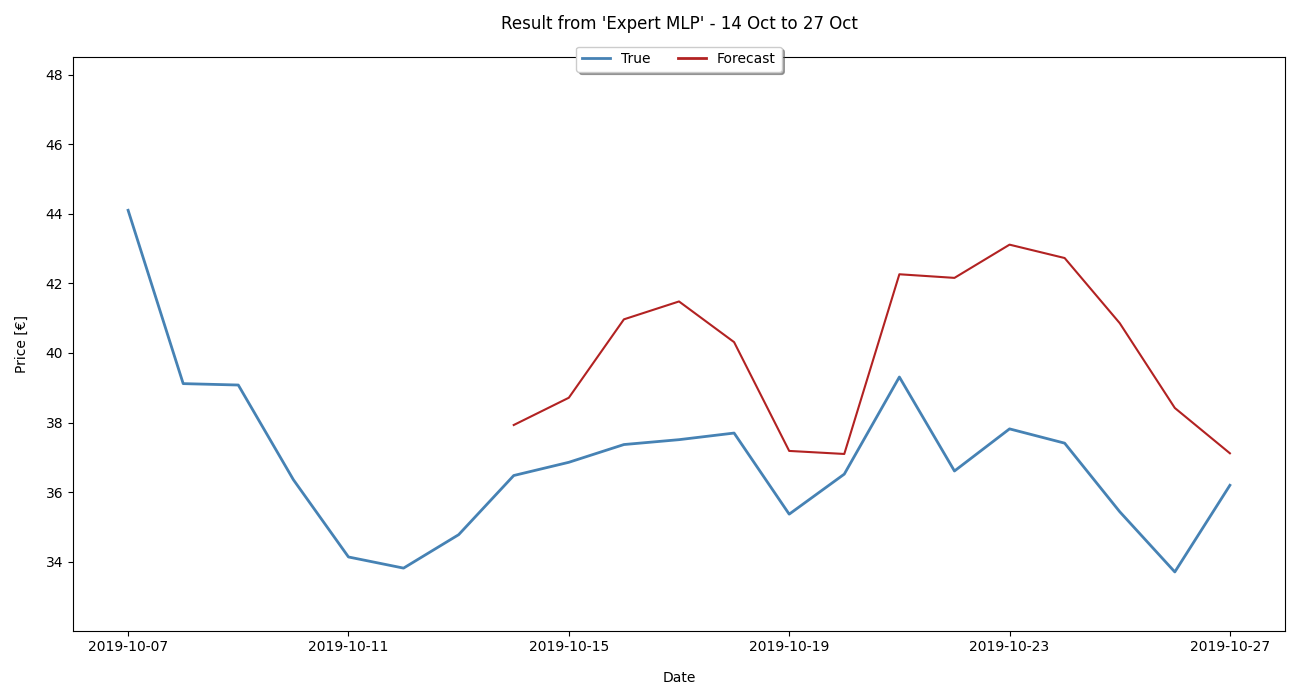 Result from 'Expert MLP' - 14 Oct to 27 Oct
True Forecast
48
46
44
42
40
38
36
34
Price [€]
2019-10-07 2019-10-11 2019-10-15 2019-10-19 2019-10-23 2019-10-27
Date